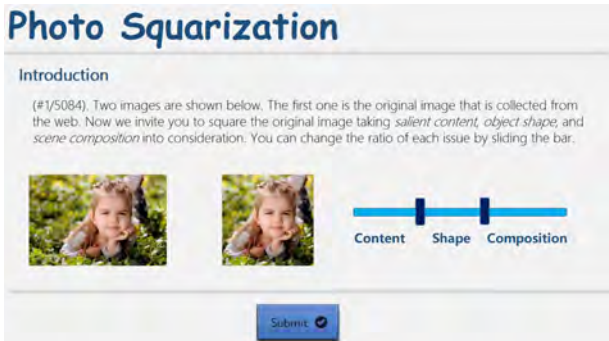 Photo Squarization
Introduction
(#1/5084). Two images are shown below. The first one is the original image that is collected from
the web. Now we invite you to square the original image taking salient content, object shape, and
scene composition into consideration. You can change the ratio of each issue by sliding the bar.
Content Shape Composition
Submit